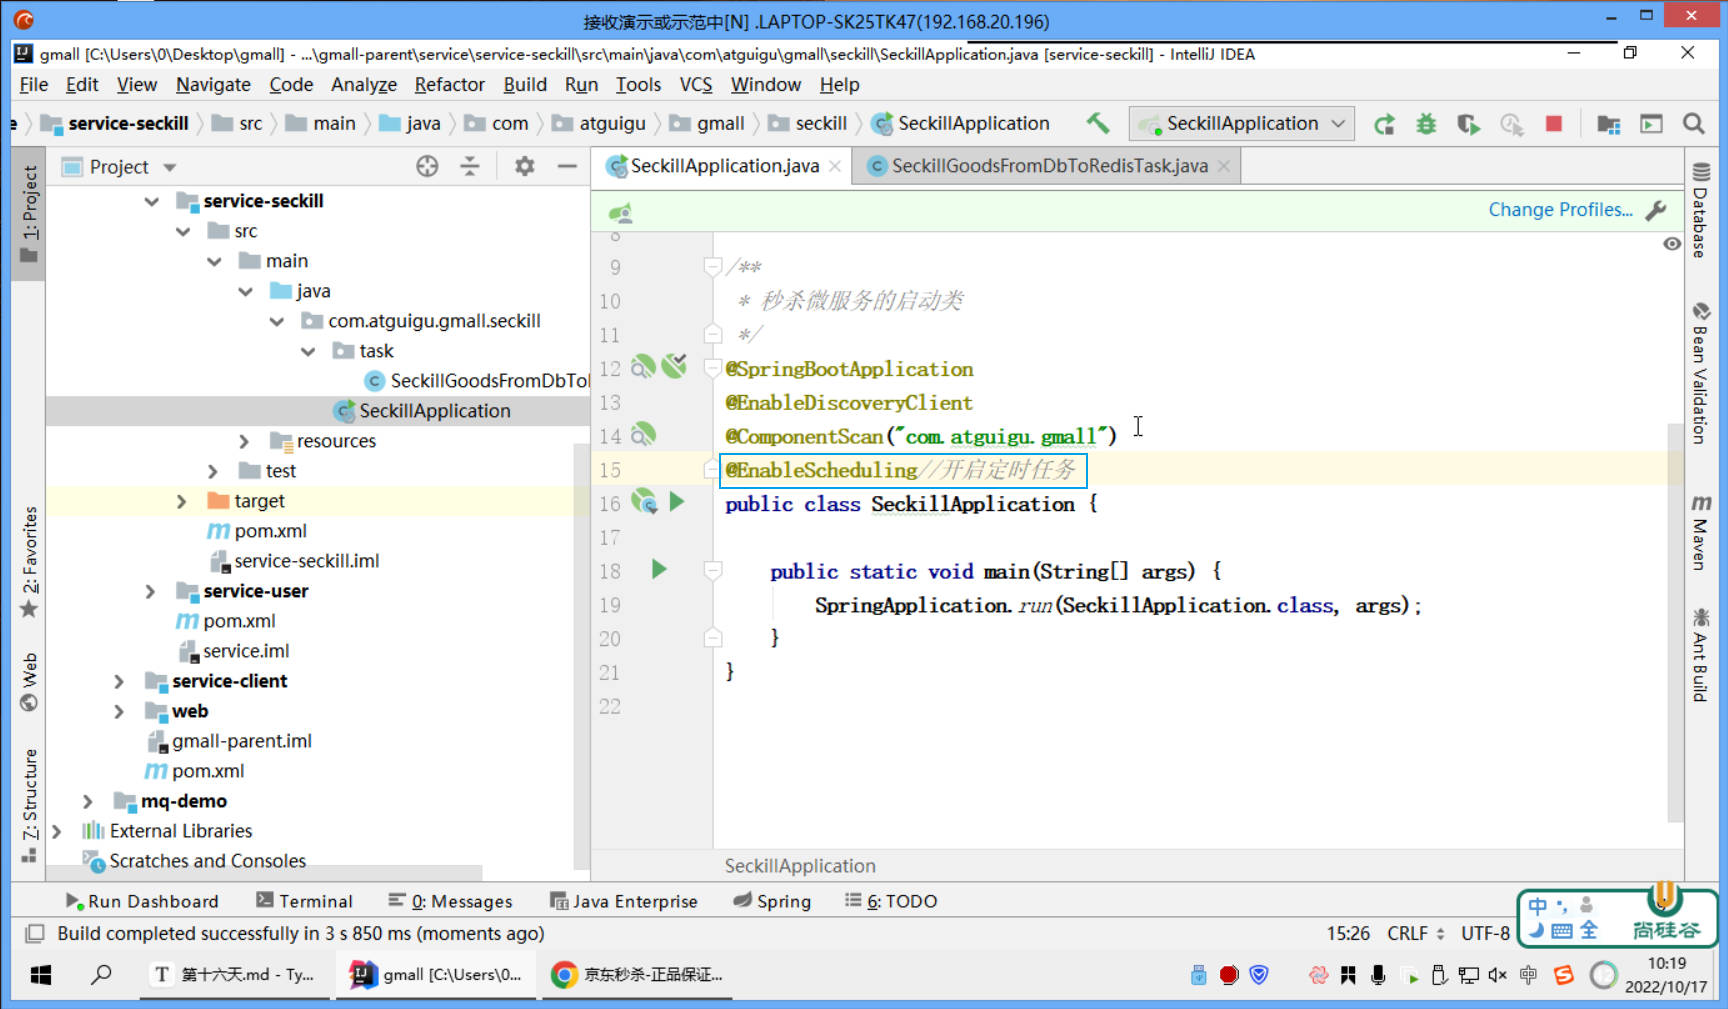 接收演示或示范中[N] .LAPTOP-SK25TK47(192.168.20.196)
gmall [C:\Users\0\Desktop\gmall] - ...\gmall-parent\service\service-seckill\src\main\java\com\atguigu\gmall\seckill\SeckillApplication.java [service-seckill] - IntelliJ IDEA
File Edit View Navigate Code Analyze Refactor Build Run Tools VCS Window Help
e service-seckill src main java com atguigu gmall seckill SeckillApplication SeckillApplication
Project
SeckillApplication.java
SeckillGoodsFromDbToRedisTask.java
Change Profiles...
1: Project
2: Favorites
Web
7: Structure
service-seckill
src
main
java
com.atguigu.gmall.seckill
task
SeckillGoodsFromDbTo
SeckillApplication
resources
test
target
pom.xml
service-seckill.iml
service-user
pom.xml
service.iml
service-client
web
gmall-parent.iml
pom.xml
mq-demo
External Libraries
Scratches and Consoles
8
9 /**
10 * 秒杀微服务的启动类
11 */
12 @SpringBootApplication
13 @EnableDiscoveryClient
14 @ComponentScan("com.atguigu.gmall")
15 @EnableScheduling//开启定时任务
16 public class SeckillApplication {
17
18 public static void main(String[] args) {
19 SpringApplication.run(SeckillApplication.class, args);
20 }
21 }
22
SeckillApplication
Database
Bean Validation
Maven
Ant Build
Run Dashboard Terminal 0: Messages Java Enterprise Spring 6: TODO
Build completed successfully in 3 s 850 ms (moments ago)
15:26 CRLF UTF-8
中 全
尚硅谷
第十六天.md - Ty...
gmall [C:\Users\0...
京东秒杀-正品保证...
中
10:19
2022/10/17